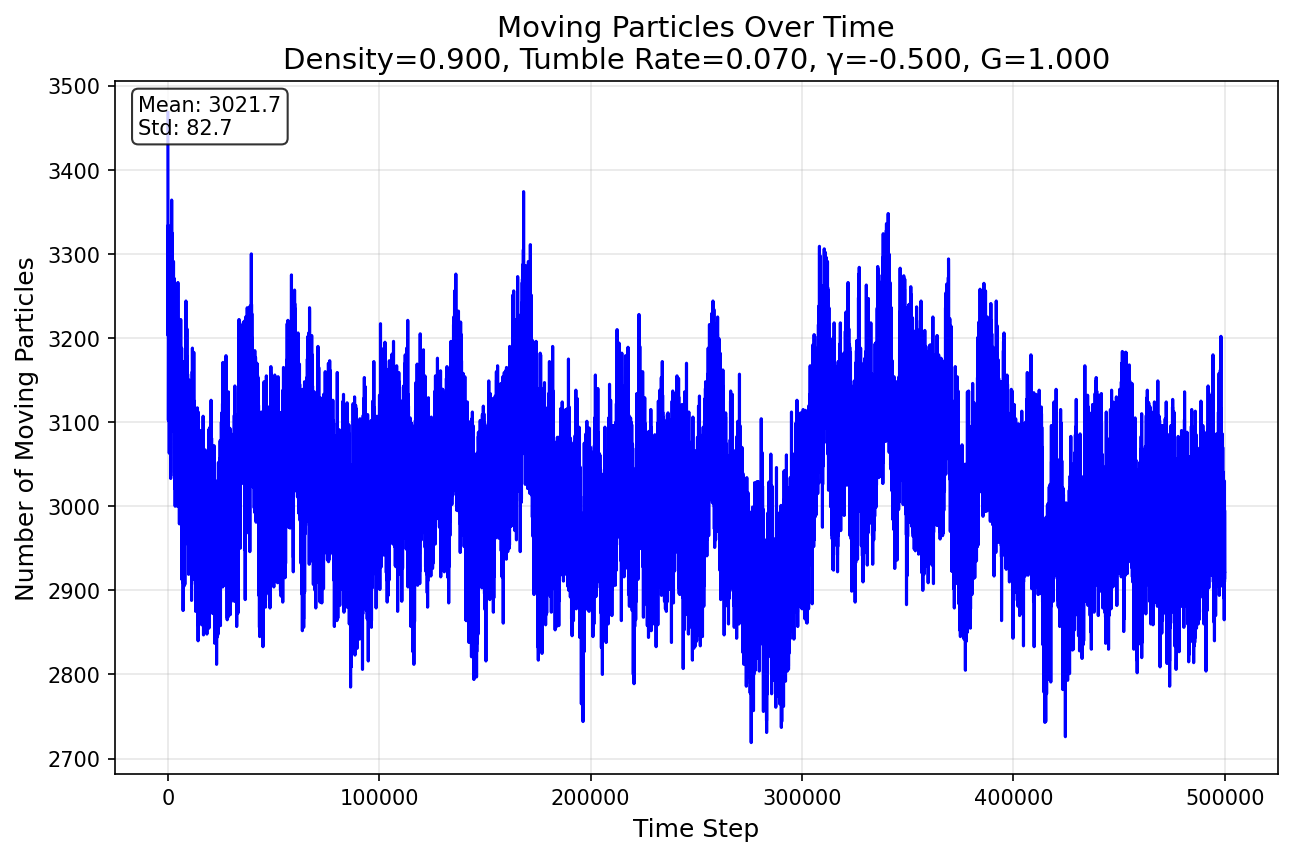 Moving Particles Over Time
Density=0.900, Tumble Rate=0.070, γ=-0.500, G=1.000
Mean: 3021.7
Std: 82.7
Number of Moving Particles
3500
3400
3300
3200
3100
3000
2900
2800
2700
0 100000 200000 300000 400000 500000
Time Step